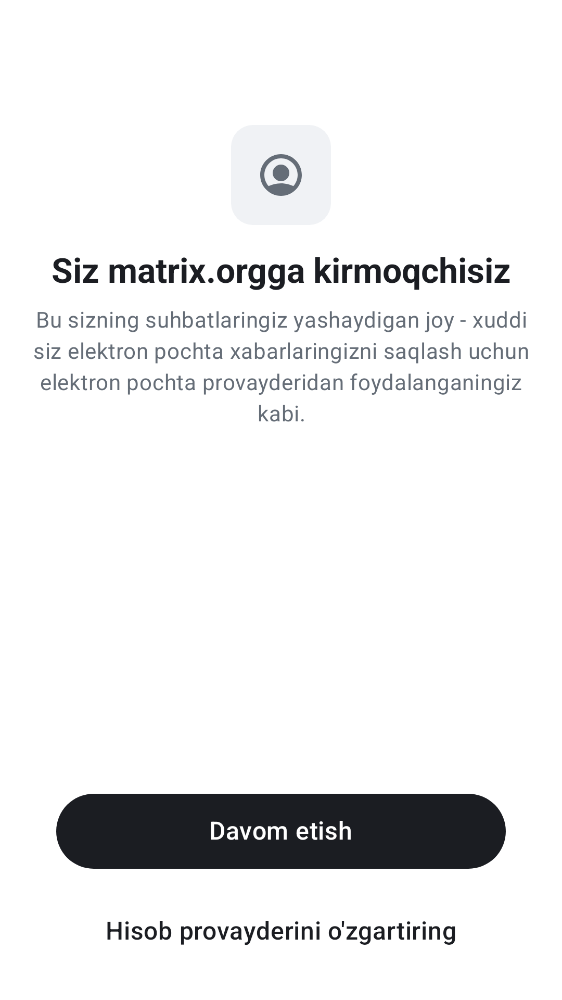 Siz matrix.orgga kirmoqchisiz
Bu sizning suhbatlaringiz yashaydigan joy - xuddi
siz elektron pochta xabarlaringizni saqlash uchun
elektron pochta provayderidan foydalanganingiz
kabi.
Davom etish
Hisob provayderini o'zgartiring